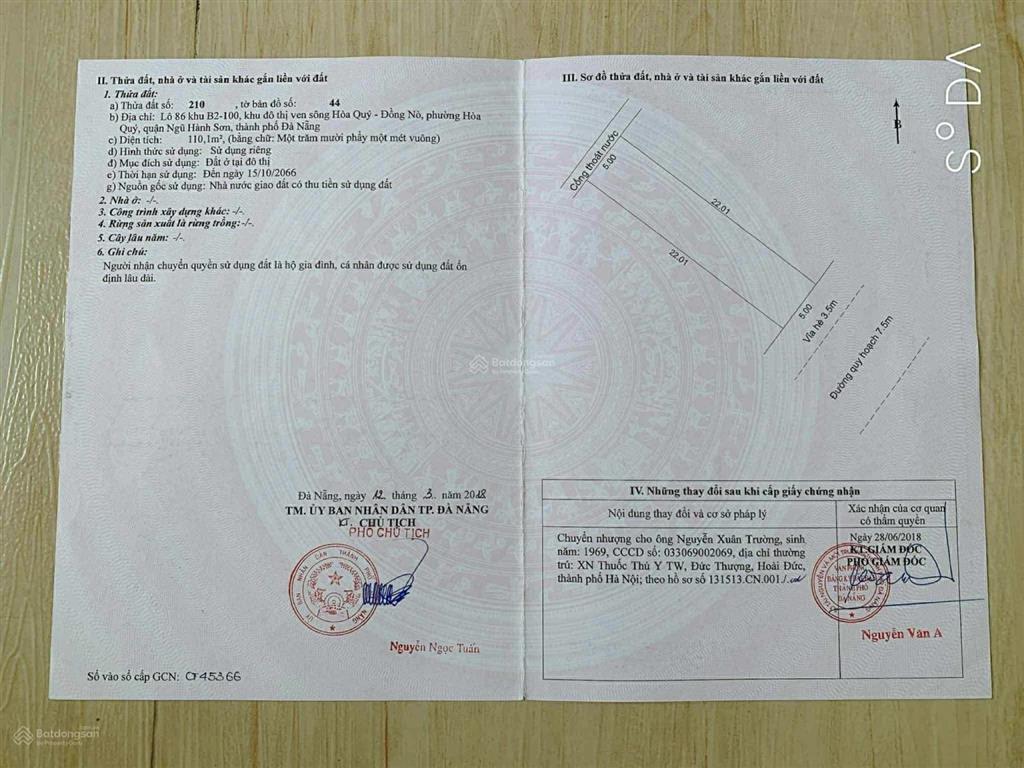 II. Thửa đất, nhà ở và tài sản khác gắn liền với đất
1. Thửa đất:
a) Thửa đất số: 210 , tờ bản đồ số: 44
b) Địa chỉ: Lô 86 khu B2-100, khu đô thị ven sông Hòa Quý - Đồng Nò, phường Hòa
Quý, quận Ngũ Hành Sơn, thành phố Đà Nẵng
c) Diện tích: 110,1m², (bằng chữ: Một trăm mười phẩy một mét vuông)
d) Hình thức sử dụng: Sử dụng riêng
đ) Mục đích sử dụng: Đất ở tại đô thị
e) Thời hạn sử dụng: Đến ngày 15/10/2066
g) Nguồn gốc sử dụng: Nhà nước giao đất có thu tiền sử dụng đất
2. Nhà ở: -/-.
3. Công trình xây dựng khác: -/-.
4. Rừng sản xuất là rừng trồng:-/-.
5. Cây lâu năm: -/-.
6. Ghi chú:
Người nhận chuyển quyền sử dụng đất là hộ gia đình, cá nhân được sử dụng đất ổn
định lâu dài.
Đà Nẵng, ngày 12 tháng 3 năm 2018
TM. ỦY BAN NHÂN DÂN TP. ĐÀ NẴNG
KT. CHỦ TỊCH
PHÓ CHỦ TỊCH
Nguyễn Ngọc Tuấn
Số vào sổ cấp GCN: CT45366
III. Sơ đồ thửa đất, nhà ở và tài sản khác gắn liền với đất
B
Cống thoát nước
5.00
22.01
22.01
5.00
Vỉa hè 3.5m
Đường quy hoạch 7.5m
IV. Những thay đổi sau khi cấp giấy chứng nhận
Nội dung thay đổi và cơ sở pháp lý
Xác nhận của cơ quan
có thẩm quyền
Chuyển nhượng cho ông Nguyễn Xuân Trường, sinh
năm: 1969, CCCD số: 033069002069, địa chỉ thường
trú: XN Thuốc Thú Y TW, Đức Thượng, Hoài Đức,
thành phố Hà Nội; theo hồ sơ số 131513.CN.001./.
Ngày 28/06/2018
KT.GIÁM ĐỐC
PHÓ GIÁM ĐỐC
VĂN PHÒNG
ĐĂNG KÝ ĐẤT ĐAI
THÀNH PHỐ
ĐÀ NẴNG
Nguyễn Văn A
Batdongsan
Batdongsan
by PropertyGuru